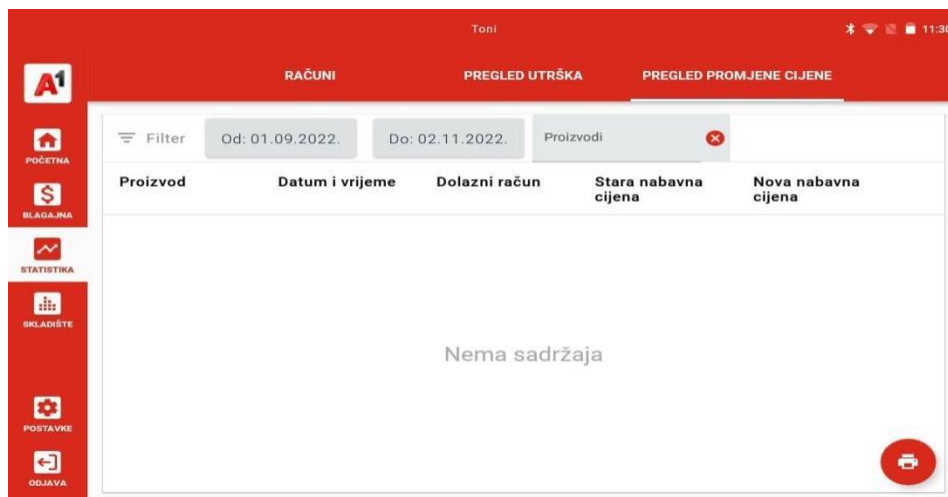 Toni
11:30
A1
RAČUNI
PREGLED UTRŠKA
PREGLED PROMJENE CIJENE
POČETNA
BLAGAJNA
STATISTIKA
SKLADIŠTE
POSTAVKE
ODJAVA
Filter
Od: 01.09.2022.
Do: 02.11.2022.
Proizvodi
Proizvod
Datum i vrijeme
Dolazni račun
Stara nabavna
cijena
Nova nabavna
cijena
Nema sadržaja